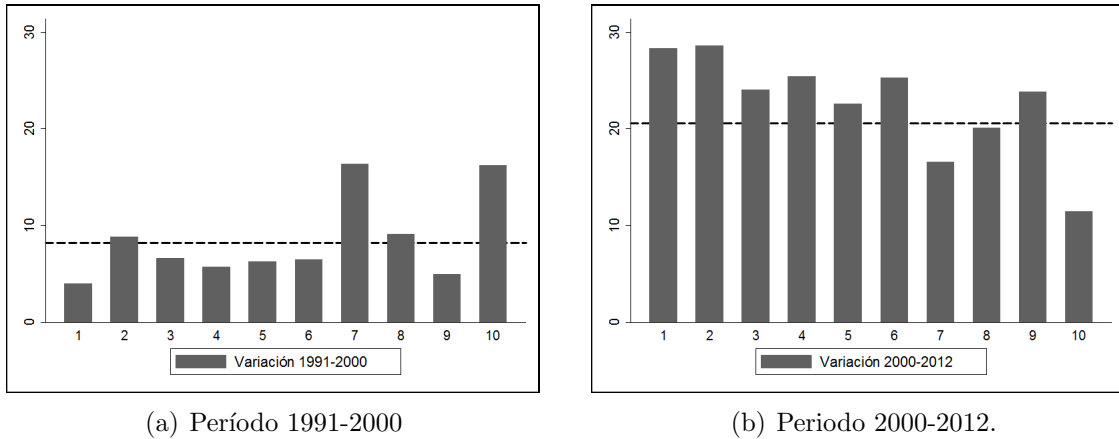 30
20
10
0
1 2 3 4 5 6 7 8 9 10
Variación 1991-2000
(a) Período 1991-2000
30
20
10
0
1 2 3 4 5 6 7 8 9 10
Variación 2000-2012
(b) Periodo 2000-2012.